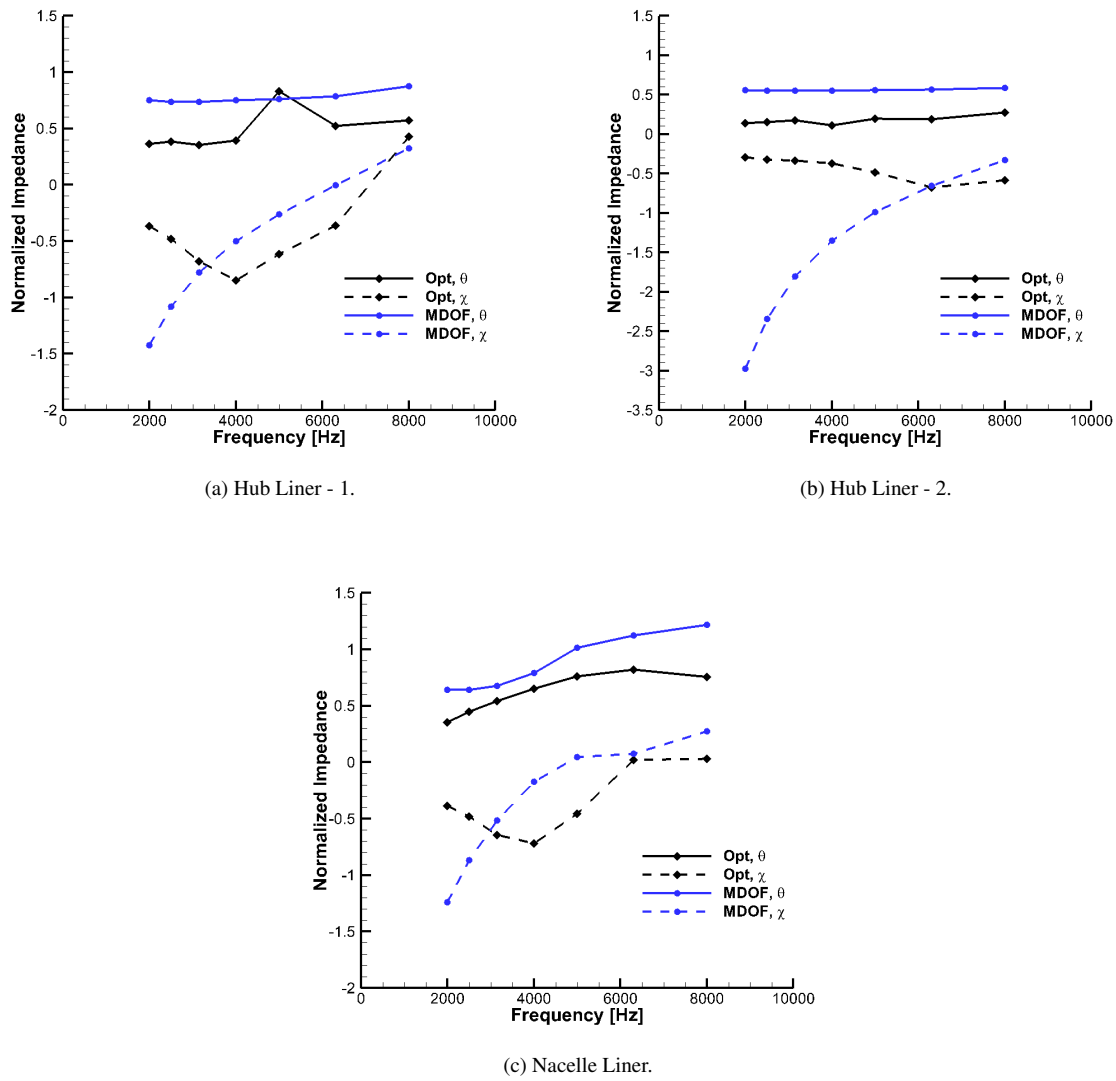 1.5
1
0.5
0
-0.5
-1
-1.5
-2
Normalized Impedance
0 2000 4000 6000 8000 10000
Frequency [Hz]
Opt, θ
Opt, χ
MDOF, θ
MDOF, χ
(a) Hub Liner - 1.
1.5
1
0.5
0
-0.5
-1
-1.5
-2
-2.5
-3
-3.5
Normalized Impedance
0 2000 4000 6000 8000 10000
Frequency [Hz]
Opt, θ
Opt, χ
MDOF, θ
MDOF, χ
(b) Hub Liner - 2.
1.5
1
0.5
0
-0.5
-1
-1.5
-2
Normalized Impedance
0 2000 4000 6000 8000 10000
Frequency [Hz]
Opt, θ
Opt, χ
MDOF, θ
MDOF, χ
(c) Nacelle Liner.